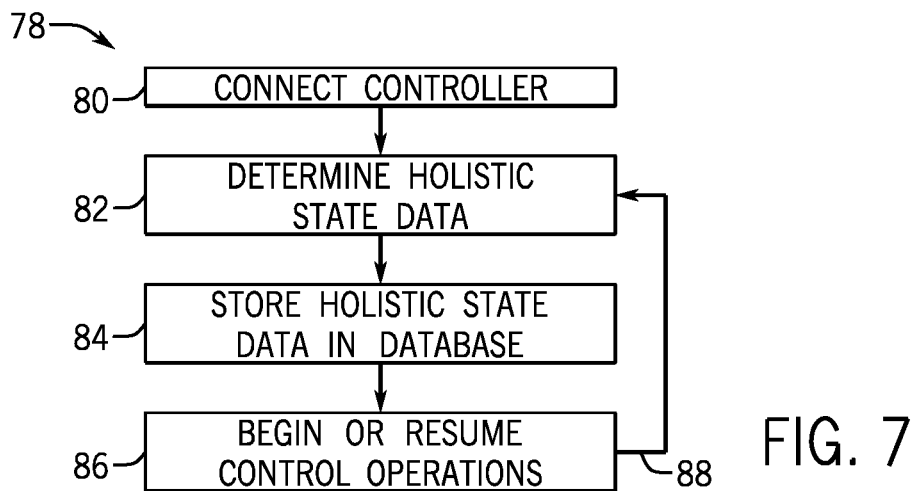 78
80
CONNECT CONTROLLER
82
DETERMINE HOLISTIC
STATE DATA
84
STORE HOLISTIC STATE
DATA IN DATABASE
86
BEGIN OR RESUME
CONTROL OPERATIONS
88
FIG. 7